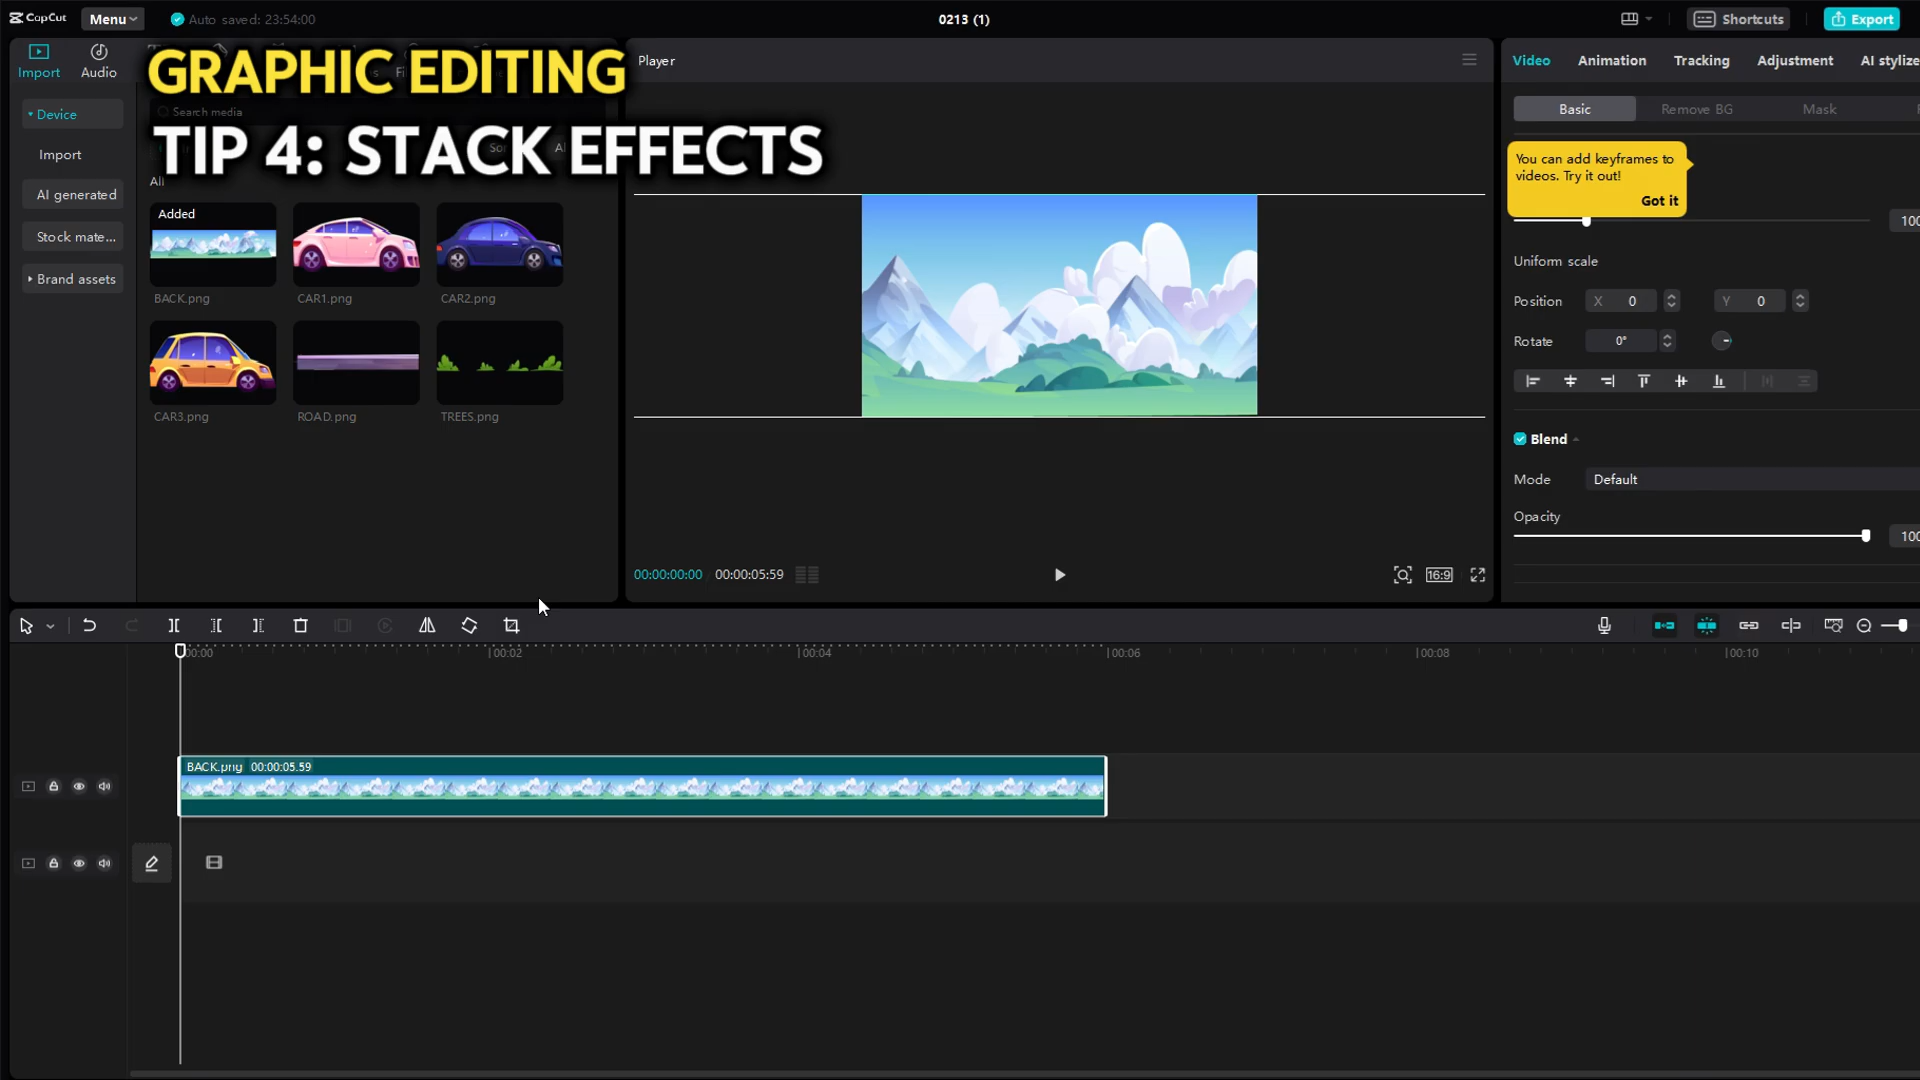 CapCut
Menu
Auto saved: 23:54:00
0213 (1)
Shortcuts
Export
Import
Audio
GRAPHIC EDITING
TIP 4: STACK EFFECTS
Player
Video
Animation
Tracking
Adjustment
AI stylize
Device
Import
AI generated
Stock mate...
Brand assets
Search media
All
Added
BACK.png
CAR1.png
CAR2.png
CAR3.png
ROAD.png
TREES.png
Basic
Remove BG
Mask
You can add keyframes to
videos. Try it out!
Got it
100
Uniform scale
Position
X 0
Y 0
Rotate
0°
Blend
Mode
Default
Opacity
100
00:00:00:00
00:00:05:59
16:9
00:00
00:02
00:04
00:06
00:08
00:10
BACK.png 00:00:05:59